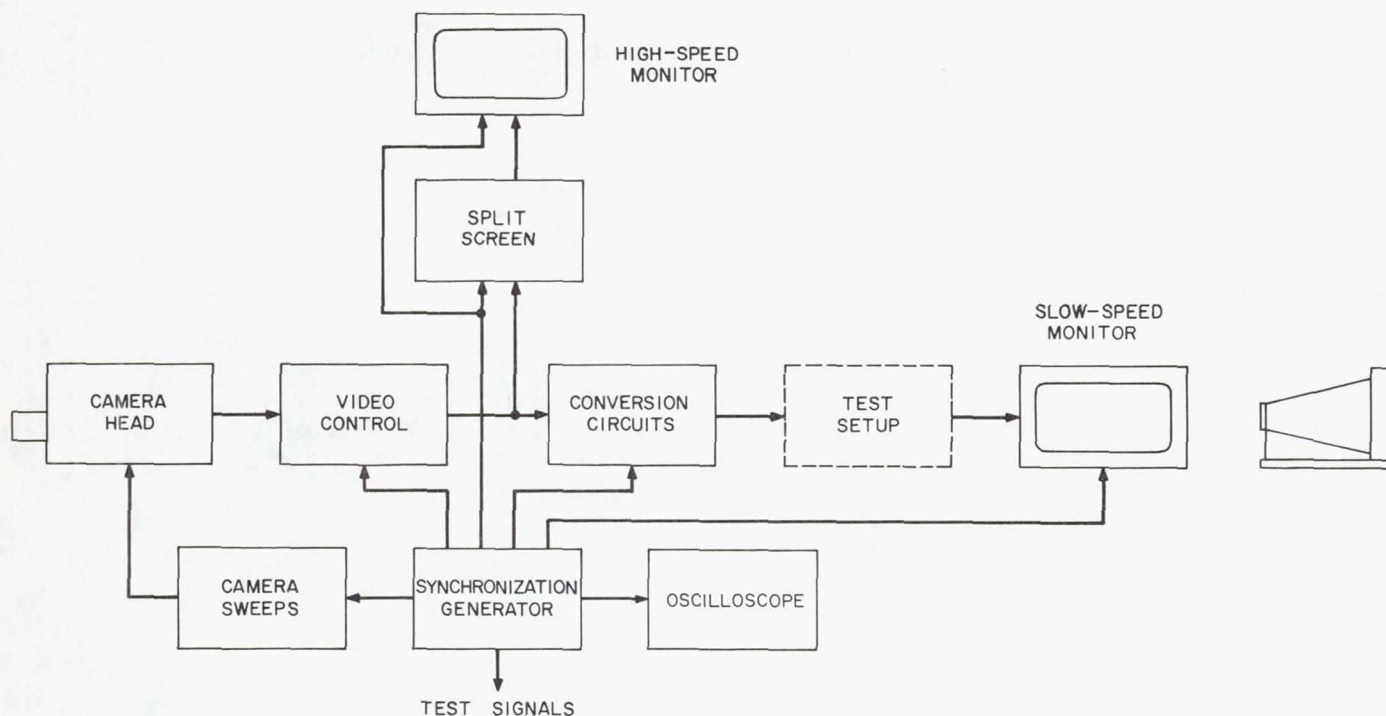 HIGH-SPEED
MONITOR
SPLIT
SCREEN
SLOW-SPEED
MONITOR
CAMERA
HEAD
VIDEO
CONTROL
CONVERSION
CIRCUITS
TEST
SETUP
CAMERA
SWEEPS
SYNCHRONIZATION
GENERATOR
OSCILLOSCOPE
TEST SIGNALS